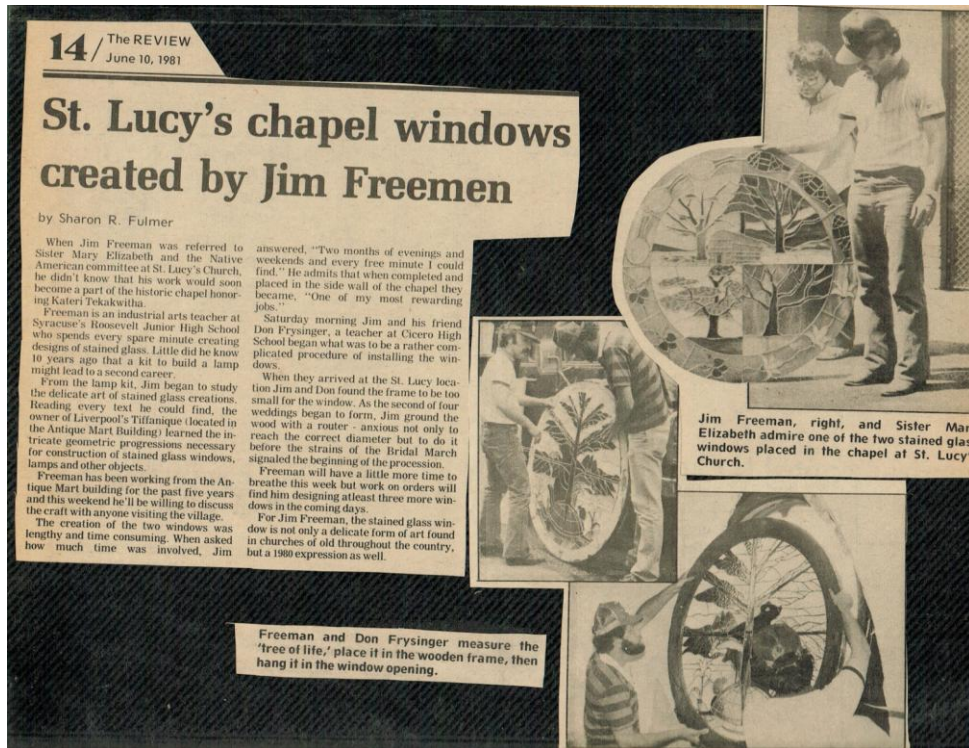 14/ The REVIEW
June 10, 1981
St. Lucy's chapel windows
created by Jim Freemen
by Sharon R. Fulmer
When Jim Freeman was referred to
Sister Mary Elizabeth and the Native
American committee at St. Lucy's Church,
he didn't know that his work would soon
become a part of the historic chapel honor-
ing Kateri Tekakwitha.
Freeman is an industrial arts teacher at
Syracuse's Roosevelt Junior High School
who spends every spare minute creating
designs of stained glass. Little did he know
10 years ago that a kit to build a lamp
might lead to a second career.
From the lamp kit, Jim began to study
the delicate art of stained glass creations.
Reading every text he could find, the
owner of Liverpool's Tiffanique (located in
the Antique Mart Building) learned the in-
tricate geometric progressions necessary
for construction of stained glass windows,
lamps and other objects.
Freeman has been working from the An-
tique Mart building for the past five years
and this weekend he'll be willing to discuss
the craft with anyone visiting the village.
The creation of the two windows was
lengthy and time consuming. When asked
how much time was involved, Jim
answered, "Two months of evenings and
weekends and every free minute I could
find." He admits that when completed and
placed in the side wall of the chapel they
became, "One of my most rewarding
jobs."
Saturday morning Jim and his friend
Don Frysinger, a teacher at Cicero High
School began what was to be a rather com-
plicated procedure of installing the win-
dows.
When they arrived at the St. Lucy loca-
tion Jim and Don found the frame to be too
small for the window. As the second of four
weddings began to form, Jim ground the
wood with a router - anxious not only to
reach the correct diameter but to do it
before the strains of the Bridal March
signaled the beginning of the procession.
Freeman will have a little more time to
breathe this week but work on orders will
find him designing atleast three more win-
dows in the coming days.
For Jim Freeman, the stained glass win-
dow is not only a delicate form of art found
in churches of old throughout the country,
but a 1980 expression as well.
Jim Freeman, right, and Sister Mar
Elizabeth admire one of the two stained glas
windows placed in the chapel at St. Lucy'
Church.
Freeman and Don Frysinger measure the
'tree of life,' place it in the wooden frame, then
hang it in the window opening.